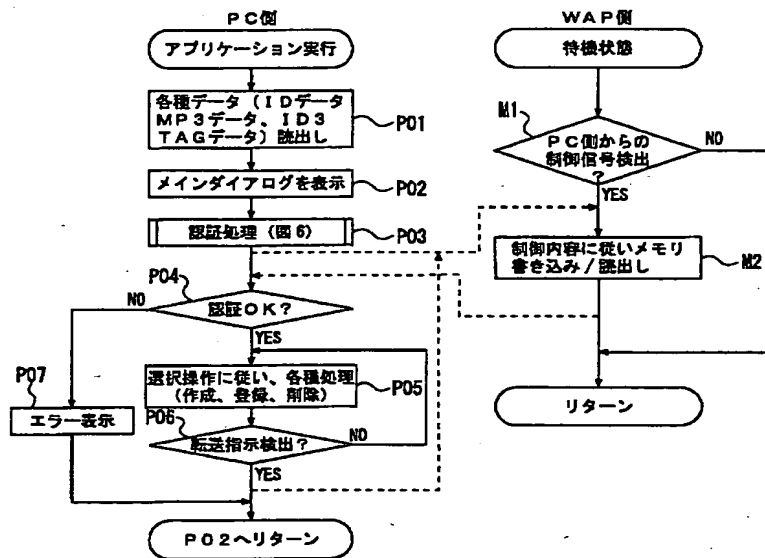 PC側
アプリケーション実行
各種データ(IDデータ
MP3データ、ID3
TAGデータ)読出し
P01
メインダイアログを表示
P02
認証処理(図6)
P03
P04
認証OK?
NO
YES
選択操作に従い、各種処理
(作成、登録、削除)
P05
P06
転送指示検出?
NO
YES
P07
エラー表示
P02へリターン
WAP側
待機状態
M1
PC側からの
制御信号検出
?
NO
YES
制御内容に従いメモリ
書き込み/読出し
M2
リターン